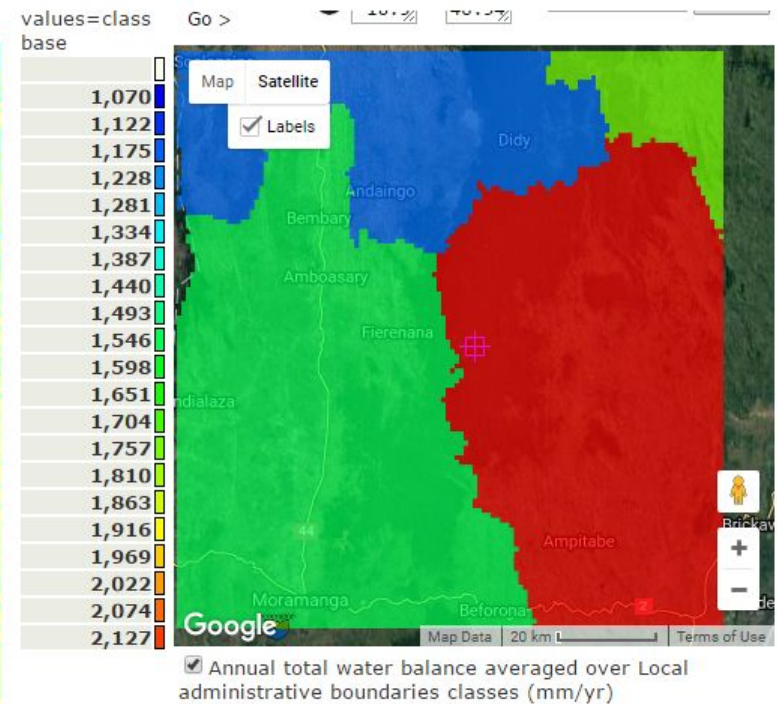 values=class
base
Go >
1,070
1,122
1,175
1,228
1,281
1,334
1,387
1,440
1,493
1,546
1,598
1,651
1,704
1,757
1,810
1,863
1,916
1,969
2,022
2,074
2,127
Map Satellite
Labels
Didy
Andaingo
Bembary
Amboasary
Fierenana
ndialaza
44
Ampitabe
Brickav
Moramanga
Beforona
2
de
Google
Map Data 20 km Terms of Use
Annual total water balance averaged over Local
administrative boundaries classes (mm/yr)